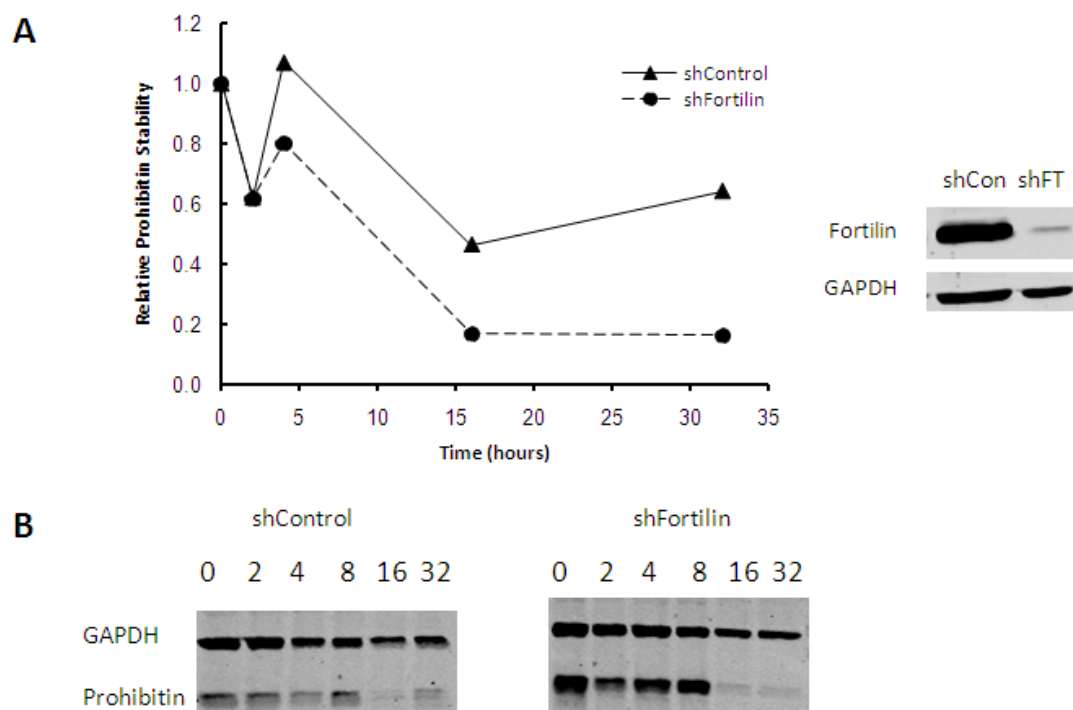 A
Relative Prohibitin Stability
1.2
1.0
0.8
0.6
0.4
0.2
0.0
0 5 10 15 20 25 30 35
Time (hours)
shControl
shFortilin
shCon shFT
Fortilin
GAPDH
B
shControl
0 2 4 8 16 32
shFortilin
0 2 4 8 16 32
GAPDH
Prohibitin